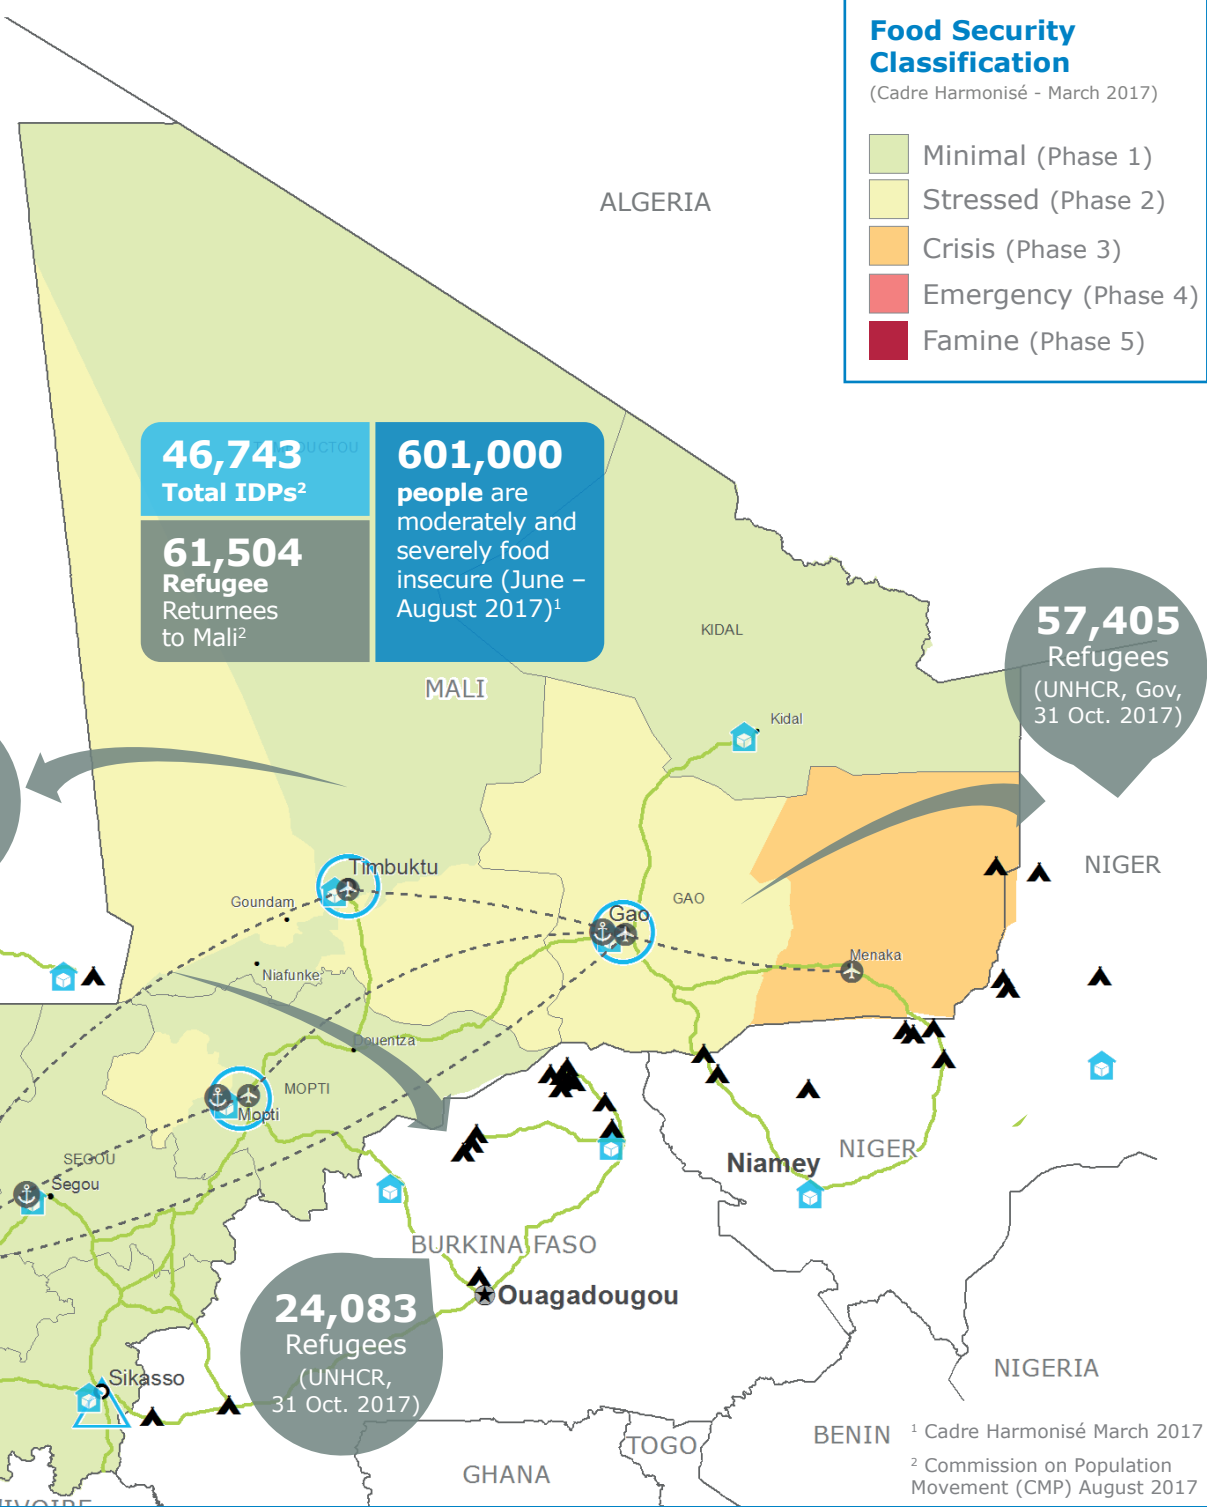 Food Security
Classification
(Cadre Harmonisé - March 2017)
Minimal (Phase 1)
Stressed (Phase 2)
Crisis (Phase 3)
Emergency (Phase 4)
Famine (Phase 5)
ALGERIA
46,743
Total IDPs²
61,504
Refugee
Returnees
to Mali²
601,000
people are
moderately and
severely food
insecure (June –
August 2017)¹
KIDAL
57,405
Refugees
(UNHCR, Gov,
31 Oct. 2017)
MALI
Kidal
Timbuktu
NIGER
Goundam
GAO
Gao
Menaka
Niafunke
Douentza
MOPTI
Mopti
SEGOU
Segou
Niamey
NIGER
BURKINA FASO
Ouagadougou
24,083
Refugees
(UNHCR,
31 Oct. 2017)
Sikasso
NIGERIA
BENIN
TOGO
GHANA
¹ Cadre Harmonisé March 2017
² Commission on Population
Movement (CMP) August 2017